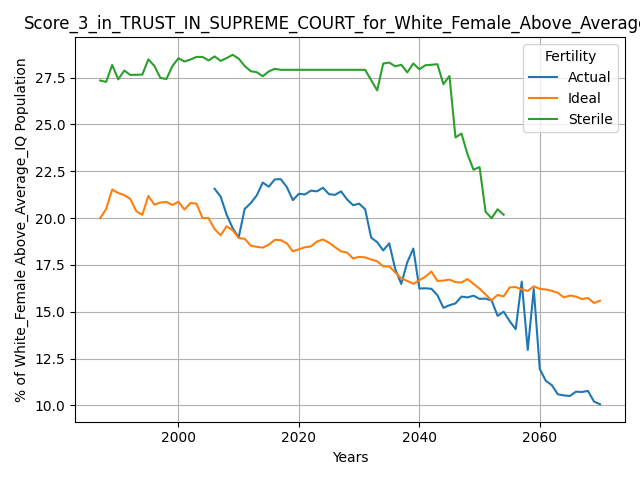 Score_3_in_TRUST_IN_SUPREME_COURT_for_White_Female_Above_Average
% of White_Female Above_Average_IQ Population
27.5
25.0
22.5
20.0
17.5
15.0
12.5
10.0
Fertility
Actual
Ideal
Sterile
2000
2020
2040
2060
Years